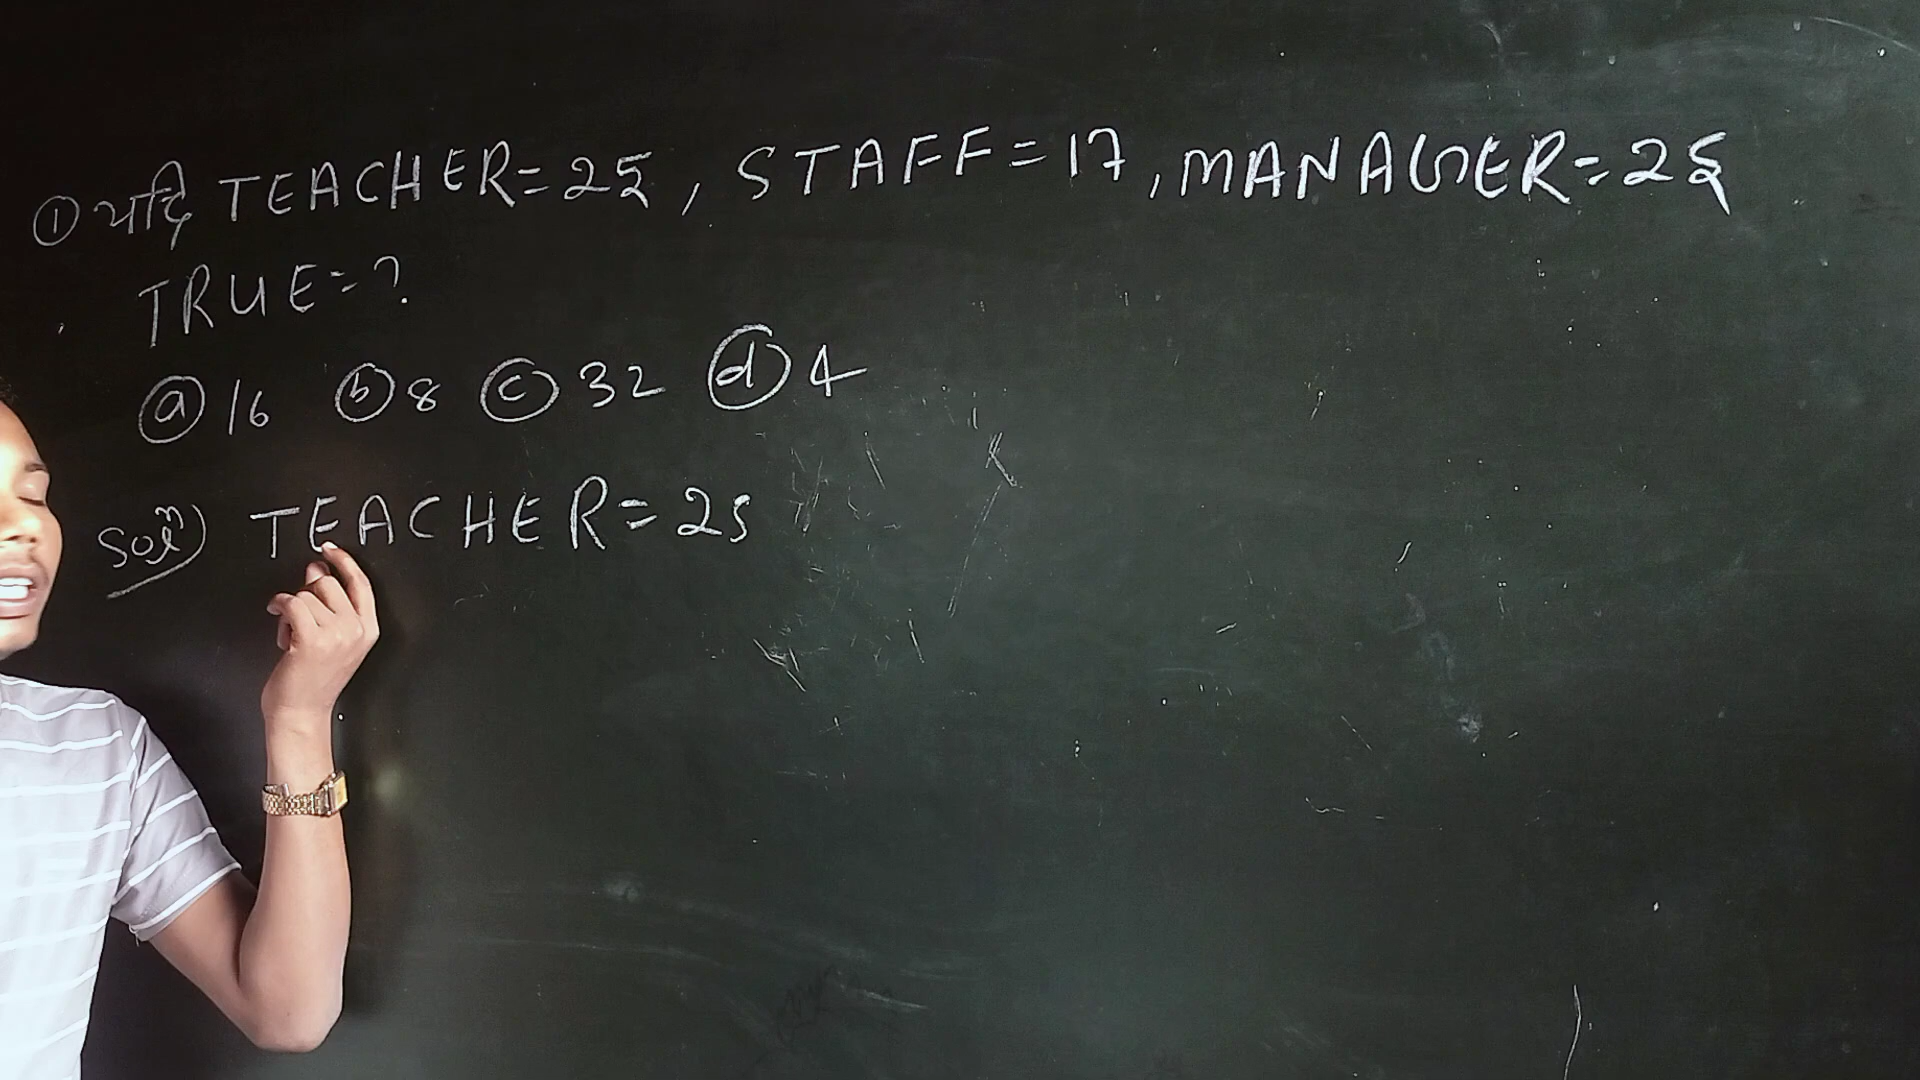 ① यदि TEACHER=25, STAFF=17, MANAGER=25
TRUE=?
ⓐ 16 ⓑ 8 ⓒ 32 ⓓ 4
Solⁿ) TEACHER=25